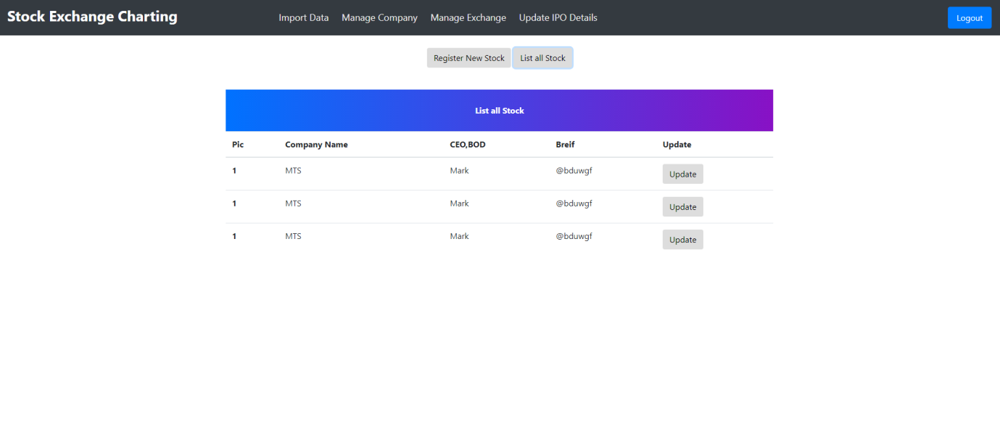 Stock Exchange Charting Import Data Manage Company Manage Exchange Update IPO Details Logout
Register New Stock List all Stock
List all Stock
Pic Company Name CEO,BOD Breif Update
1 MTS Mark @bduwgf Update
1 MTS Mark @bduwgf Update
1 MTS Mark @bduwgf Update